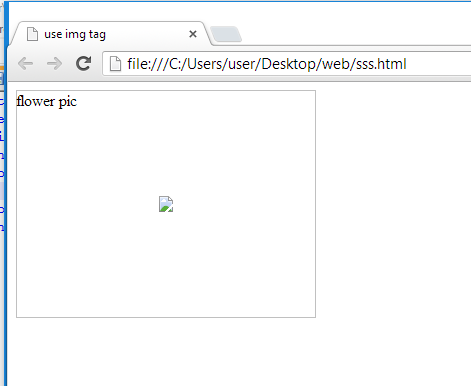 use img tag
file:///C:/Users/user/Desktop/web/sss.html
flower pic